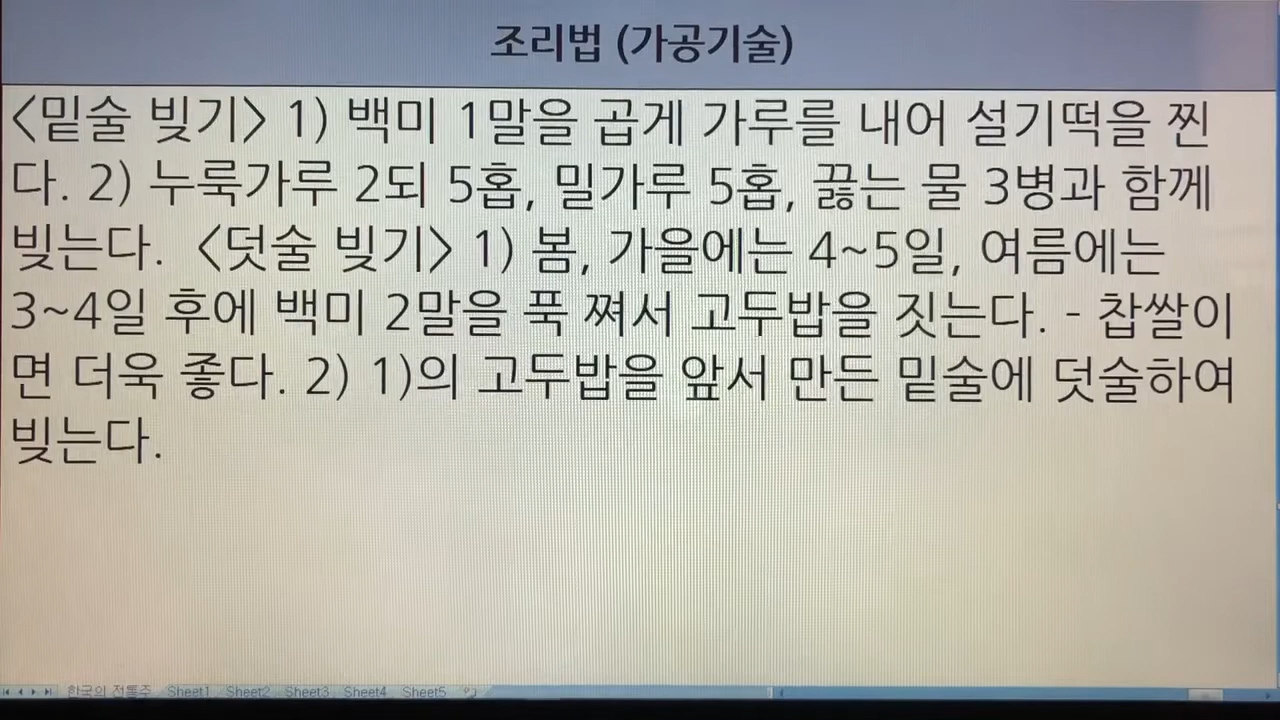 조리법 (가공기술)
<밑술 빚기> 1) 백미 1말을 곱게 가루를 내어 설기떡을 찐
다. 2) 누룩가루 2되 5홉, 밀가루 5홉, 끓는 물 3병과 함께
빚는다. <덧술 빚기> 1) 봄, 가을에는 4~5일, 여름에는
3~4일 후에 백미 2말을 푹 쪄서 고두밥을 짓는다. - 찹쌀이
면 더욱 좋다. 2) 1)의 고두밥을 앞서 만든 밑술에 덧술하여
빚는다.
한국의 전통주 Sheet1 Sheet2 Sheet3 Sheet4 Sheet5